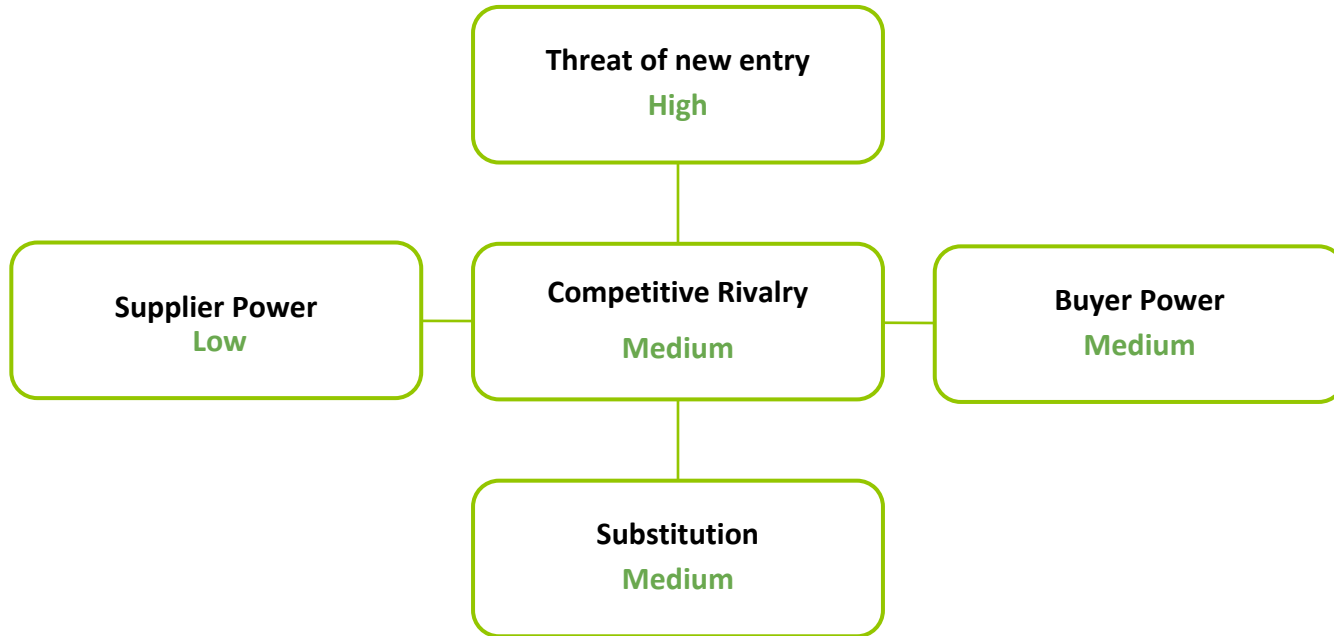 Threat of new entry
High
Supplier Power
Low
Competitive Rivalry
Medium
Buyer Power
Medium
Substitution
Medium